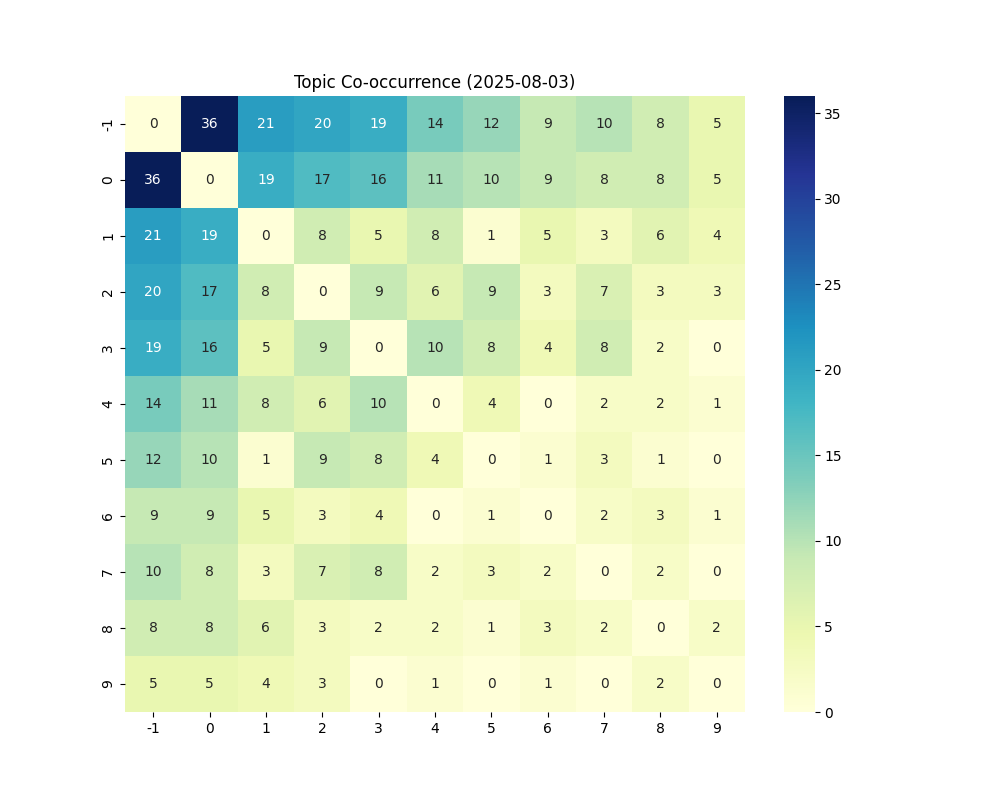 Topic Co-occurrence (2025-08-03)
-1 0 36 21 20 19 14 12 9 10 8 5
0 36 0 19 17 16 11 10 9 8 8 5
1 21 19 0 8 5 8 1 5 3 6 4
2 20 17 8 0 9 6 9 3 7 3 3
3 19 16 5 9 0 10 8 4 8 2 0
4 14 11 8 6 10 0 4 0 2 2 1
5 12 10 1 9 8 4 0 1 3 1 0
6 9 9 5 3 4 0 1 0 2 3 1
7 10 8 3 7 8 2 3 2 0 2 0
8 8 8 6 3 2 2 1 3 2 0 2
9 5 5 4 3 0 1 0 1 0 2 0
-1 0 1 2 3 4 5 6 7 8 9
35
30
25
20
15
10
5
0